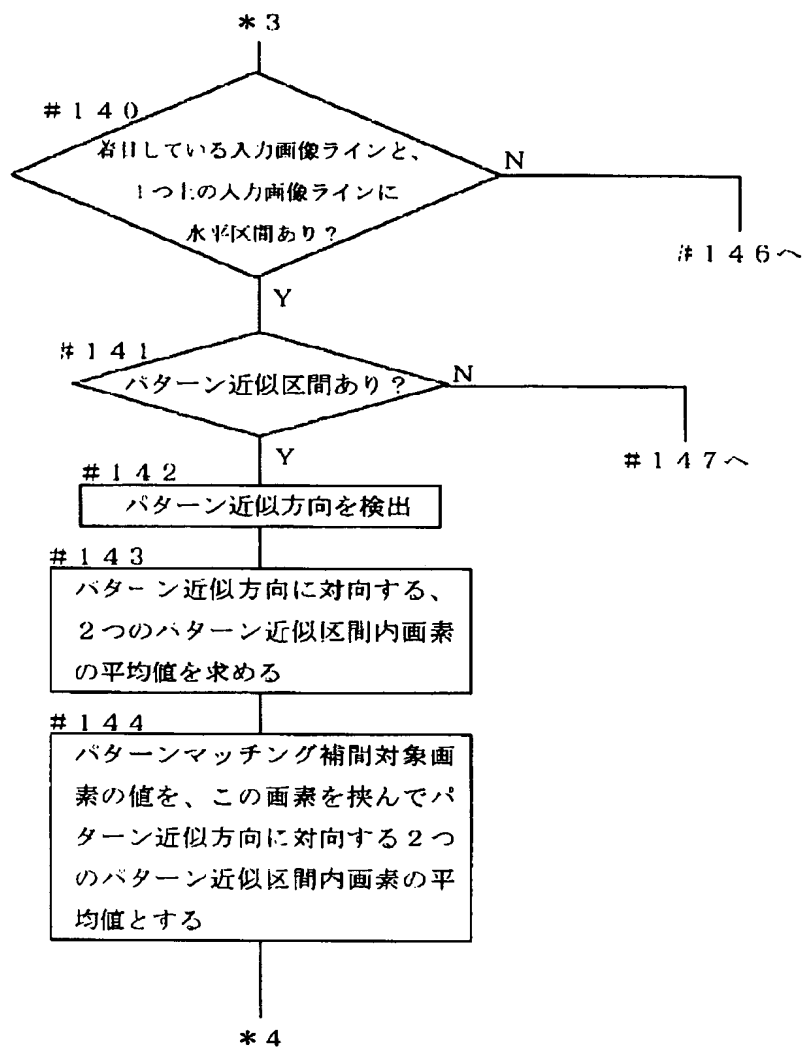 ＊３
＃１４０
着目している入力画像ラインと、
１つ上の入力画像ラインに
水平区間あり？
N
＃１４６へ
Y
＃１４１
パターン近似区間あり？
N
＃１４７へ
Y
＃１４２
パターン近似方向を検出
＃１４３
パターン近似方向に対向する、
２つのパターン近似区間内画素
の平均値を求める
＃１４４
パターンマッチング補間対象画
素の値を、この画素を挟んでパ
ターン近似方向に対向する２つ
のパターン近似区間内画素の平
均値とする
＊４